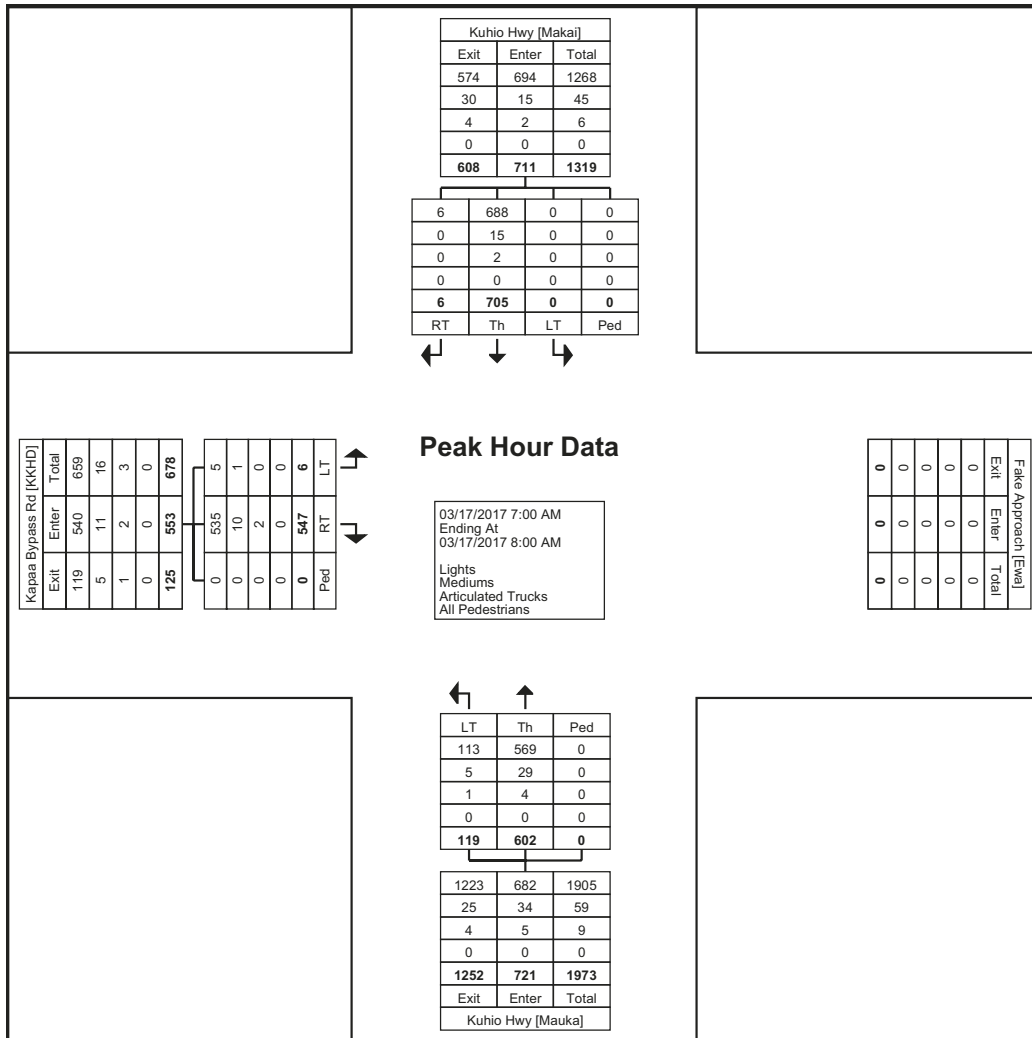 Kuhio Hwy [Makai]
Exit Enter Total
574 694 1268
30 15 45
4 2 6
0 0 0
608 711 1319
6 688 0 0
0 15 0 0
0 2 0 0
0 0 0 0
6 705 0 0
RT Th LT Ped
Peak Hour Data
Kapaa Bypass Rd [KKHD]
Exit Enter Total
119 540 659
5 11 16
1 2 3
0 0 0
125 553 678
0 535 5
0 10 1
0 2 0
0 0 0
0 547 6
Ped RT LT
03/17/2017 7:00 AM
Ending At
03/17/2017 8:00 AM
Lights
Mediums
Articulated Trucks
All Pedestrians
Fake Approach [Ewa]
Exit Enter Total
0 0 0
0 0 0
0 0 0
0 0 0
0 0 0
LT Th Ped
113 569 0
5 29 0
1 4 0
0 0 0
119 602 0
1223 682 1905
25 34 59
4 5 9
0 0 0
1252 721 1973
Exit Enter Total
Kuhio Hwy [Mauka]